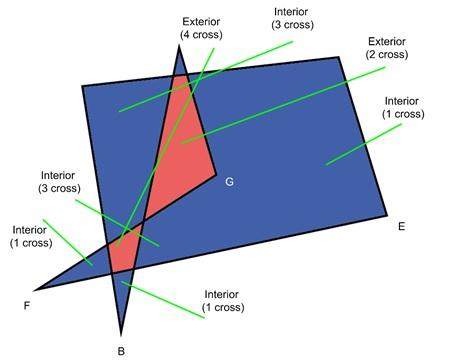 Interior
(3 cross)
Exterior
(4 cross)
Exterior
(2 cross)
Interior
(1 cross)
Interior
(3 cross)
G
Interior
(1 cross)
E
F
Interior
(1 cross)
B